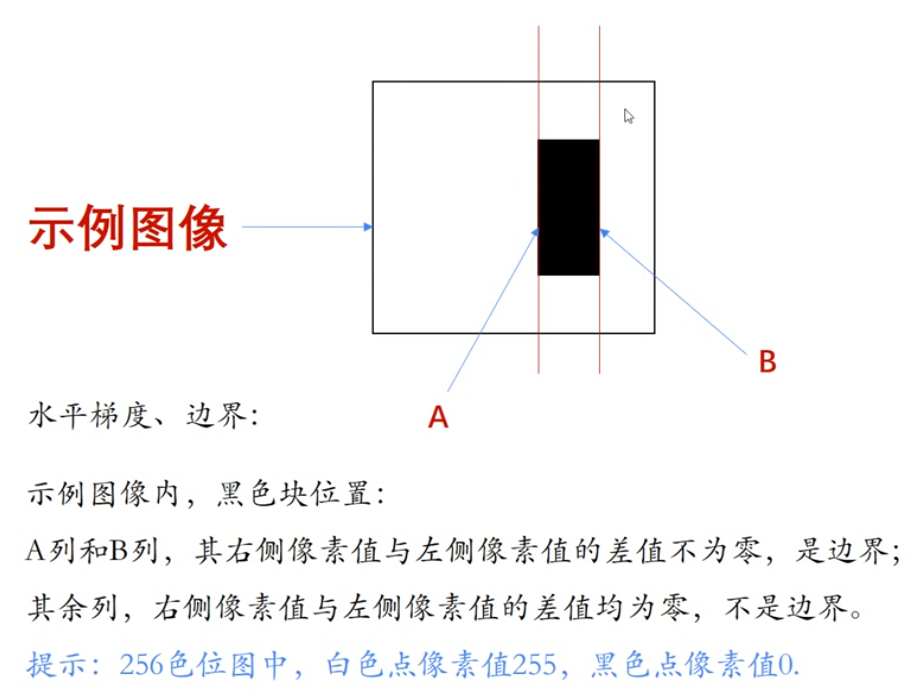 示例图像
B
A
水平梯度、边界:
示例图像内，黑色块位置:
A列和B列，其右侧像素值与左侧像素值的差值不为零，是边界;
其余列，右侧像素值与左侧像素值的差值均为零，不是边界。
提示: 256色位图中，白色点像素值255，黑色点像素值0.